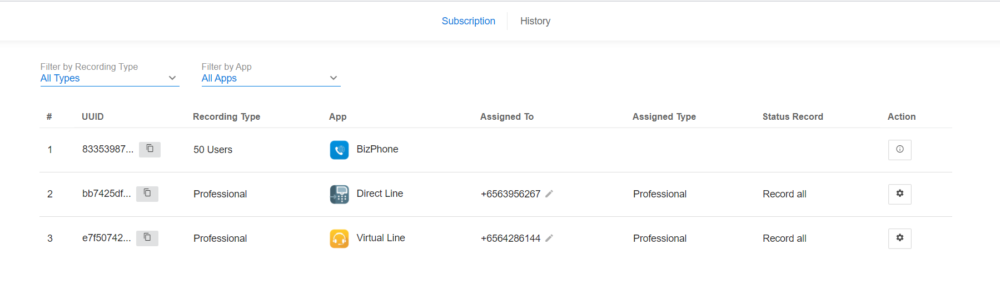 Subscription History
Filter by Recording Type Filter by App
All Types All Apps
# UUID Recording Type App Assigned To Assigned Type Status Record Action
1 83353987... 50 Users BizPhone
2 bb7425df... Professional Direct Line +6563956267 Professional Record all
3 e7f50742... Professional Virtual Line +6564286144 Professional Record all